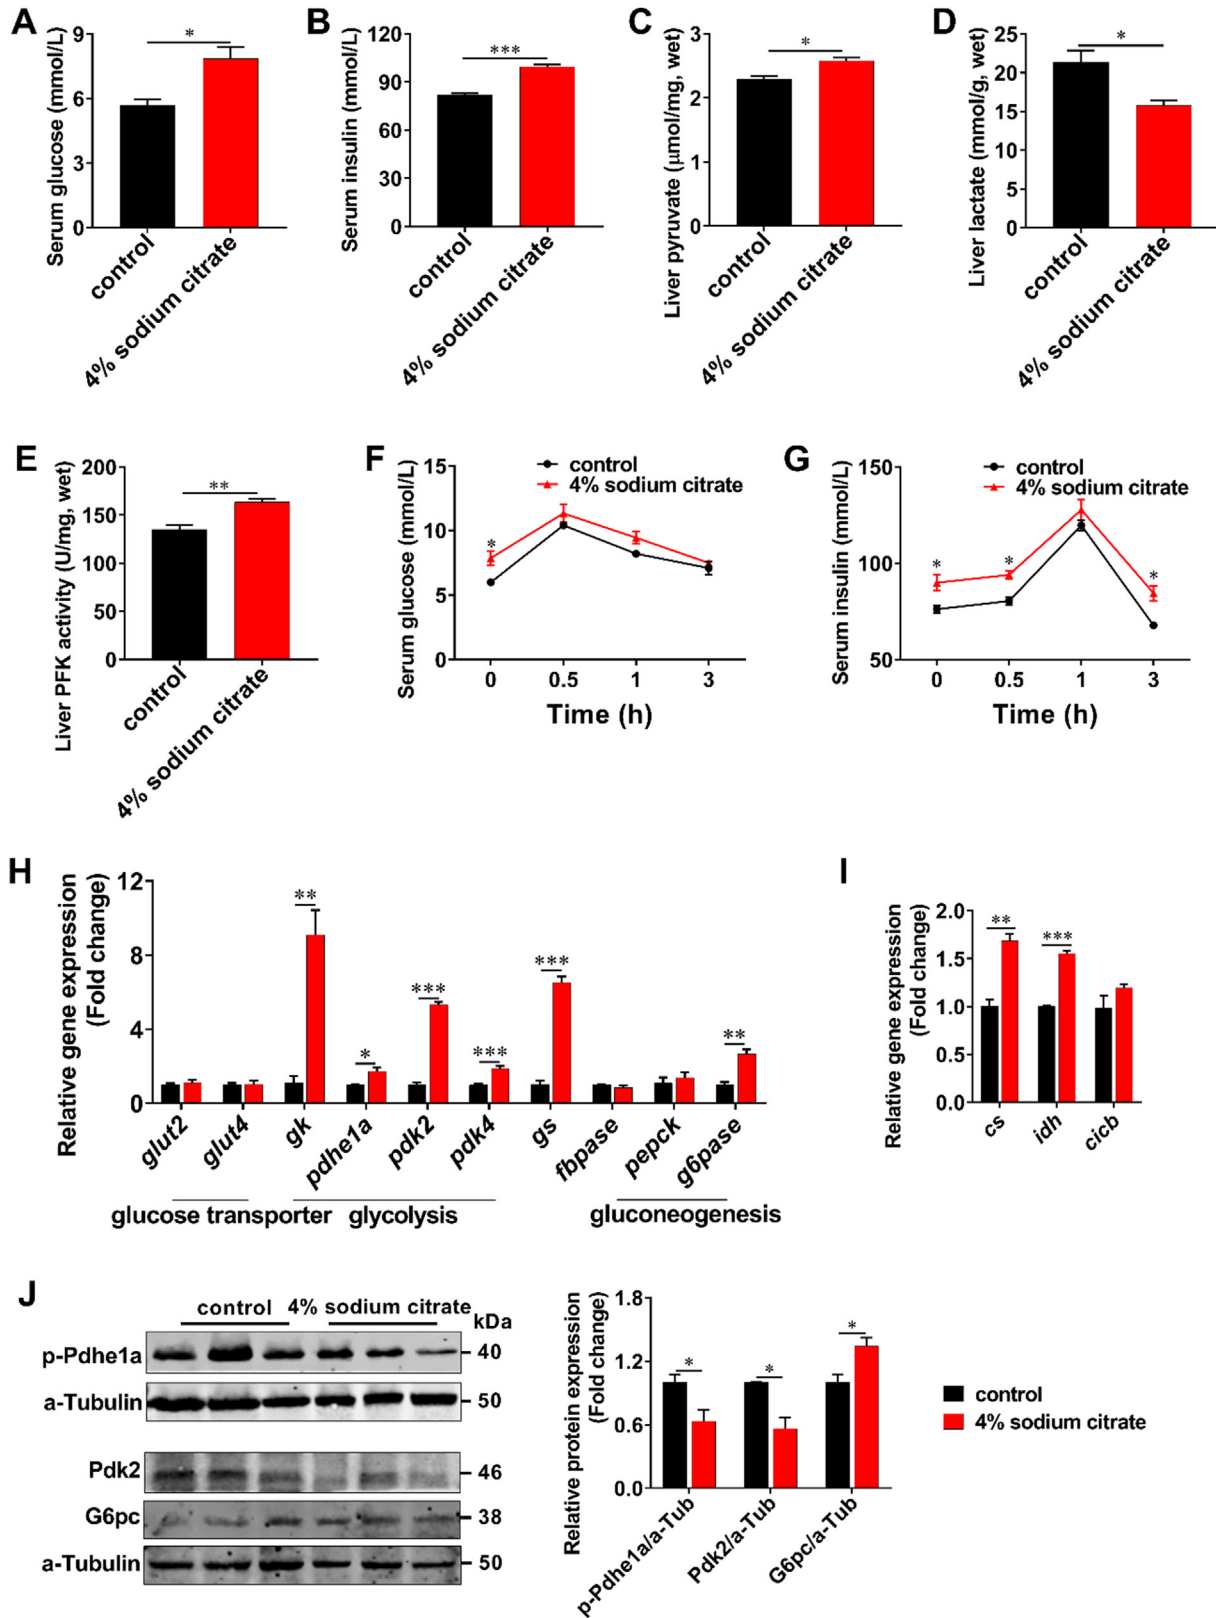 A
Serum glucose (mmol/L)
9
6
3
0
*
control
4% sodium citrate
B
Serum insulin (mmol/L)
120
90
60
30
0
***
control
4% sodium citrate
C
Liver pyruvate (μmol/mg, wet)
3
2
1
0
*
control
4% sodium citrate
D
Liver lactate (mmol/g, wet)
25
20
15
10
5
0
*
control
4% sodium citrate
E
Liver PFK activity (U/mg, wet)
200
150
100
50
0
**
control
4% sodium citrate
F
Serum glucose (mmol/L)
15
10
5
0
control
4% sodium citrate
*
0 0.5 1 3
Time (h)
G
Serum insulin (mmol/L)
150
100
50
control
4% sodium citrate
* * *
0 0.5 1 3
Time (h)
H
Relative gene expression
(Fold change)
12
8
4
0
** * *** *** *** **
glut2 glut4 gk pdhe1a pdk2 pdk4 gs fbpase pepck g6pase
glucose transporter glycolysis gluconeogenesis
I
Relative gene expression
(Fold change)
2.0
1.5
1.0
0.5
0.0
** ***
cs idh cicb
J
control 4% sodium citrate
kDa
p-Pdhe1a 40
a-Tubulin 50
Pdk2 46
G6pc 38
a-Tubulin 50
Relative protein expression
(Fold change)
1.8
1.2
0.6
0.0
* * *
p-Pdhe1a/a-Tub
Pdk2/a-Tub
G6pc/a-Tub
control
4% sodium citrate